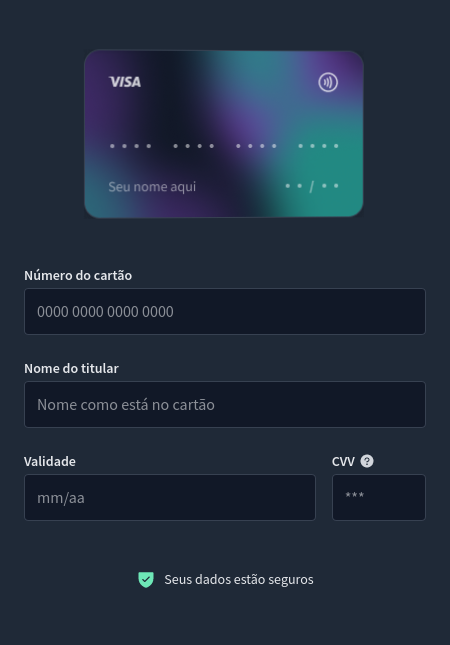 VISA
•••• •••• •••• ••••
Seu nome aqui •• / ••
Número do cartão
0000 0000 0000 0000
Nome do titular
Nome como está no cartão
Validade CVV ?
mm/aa ***
Seus dados estão seguros